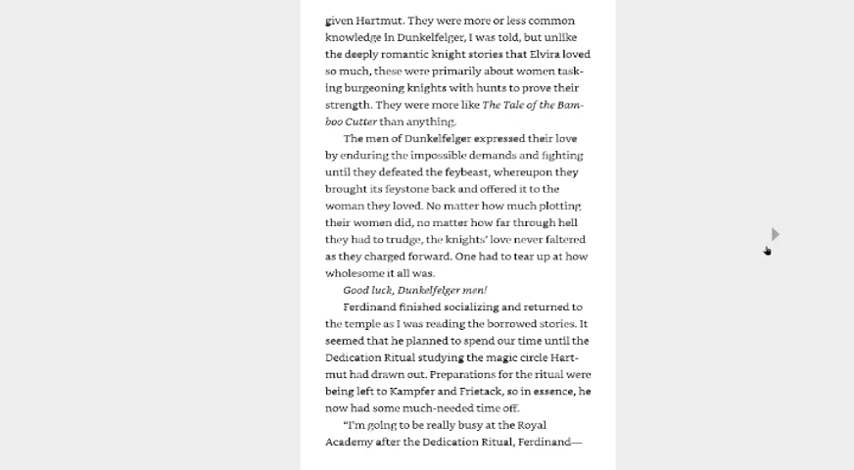 given Hartmut. They were more or less common
knowledge in Dunkelfelger, I was told, but unlike
the deeply romantic knight stories that Elvira loved
so much, these were primarily about women task-
ing burgeoning knights with hunts to prove their
strength. They were more like The Tale of the Bam-
boo Cutter than anything.
The men of Dunkelfelger expressed their love
by enduring the impossible demands and fighting
until they defeated the feybeast, whereupon they
brought its feystone back and offered it to the
woman they loved. No matter how much plotting
their women did, no matter how far through hell
they had to trudge, the knights' love never faltered
as they charged forward. One had to tear up at how
wholesome it all was.
Good luck, Dunkelfelger men!
Ferdinand finished socializing and returned to
the temple as I was reading the borrowed stories. It
seemed that he planned to spend our time until the
Dedication Ritual studying the magic circle Hart-
mut had drawn out. Preparations for the ritual were
being left to Kampfer and Frietack, so in essence, he
now had some much-needed time off.
“I'm going to be really busy at the Royal
Academy after the Dedication Ritual, Ferdinand—